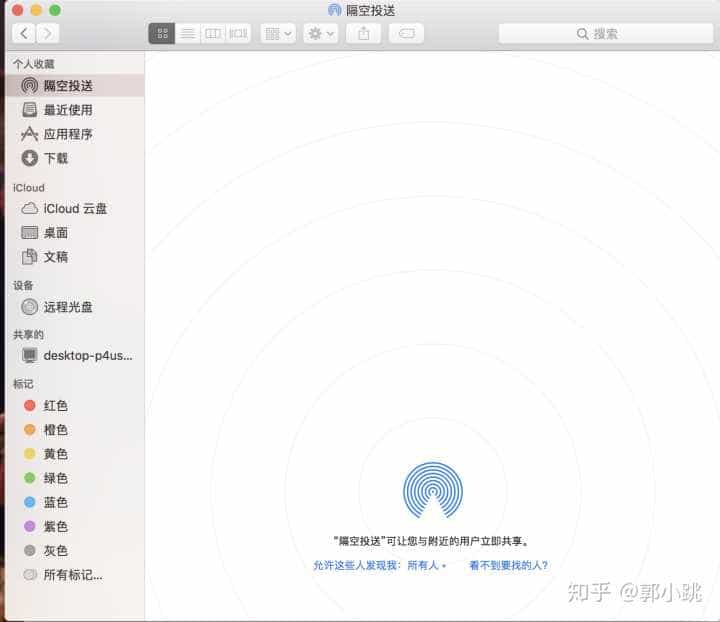 隔空投送
搜索
个人收藏
隔空投送
最近使用
应用程序
下载
iCloud
iCloud 云盘
桌面
文稿
设备
远程光盘
共享的
desktop-p4us...
标记
红色
橙色
黄色
绿色
蓝色
紫色
灰色
所有标记...
“隔空投送”可让您与附近的用户立即共享。
允许这些人发现我：所有人 看不到要找的人？
知乎 @郭小跳